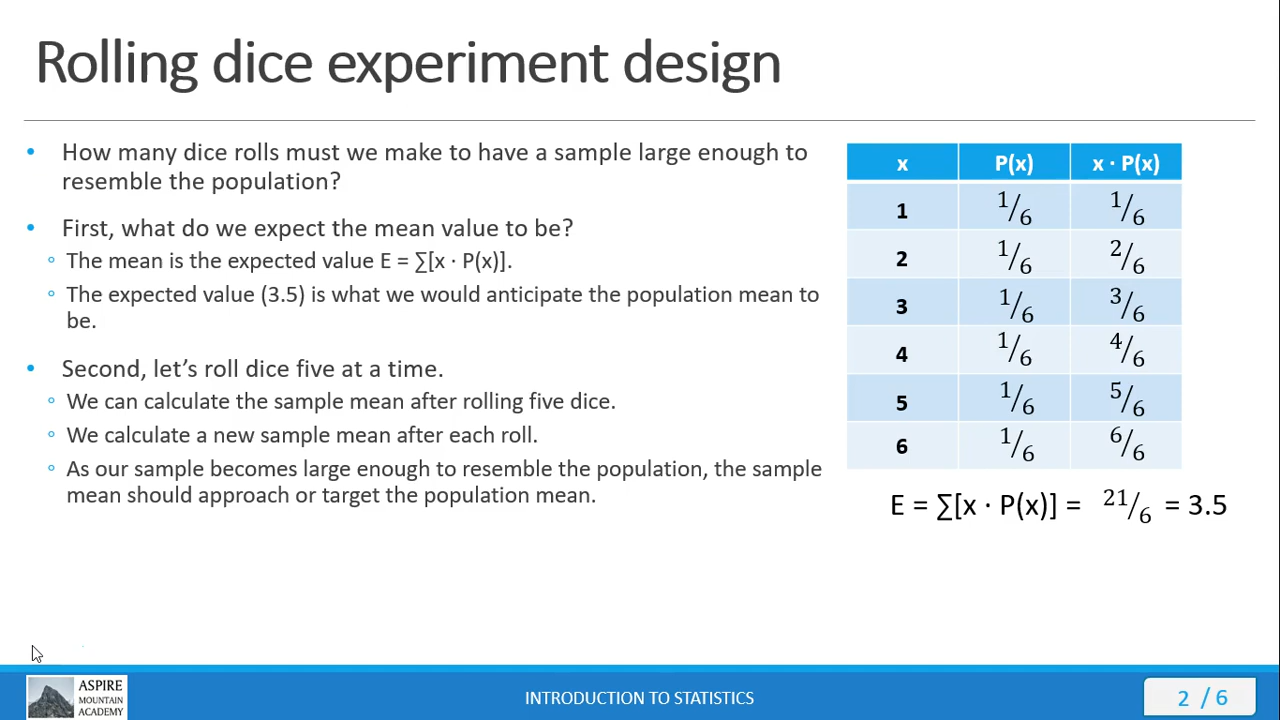 Rolling dice experiment design
• How many dice rolls must we make to have a sample large enough to
resemble the population?
• First, what do we expect the mean value to be?
∘ The mean is the expected value E = ∑[x · P(x)].
∘ The expected value (3.5) is what we would anticipate the population mean to
be.
• Second, let’s roll dice five at a time.
∘ We can calculate the sample mean after rolling five dice.
∘ We calculate a new sample mean after each roll.
∘ As our sample becomes large enough to resemble the population, the sample
mean should approach or target the population mean.
x P(x) x · P(x)
1 1/6 1/6
2 1/6 2/6
3 1/6 3/6
4 1/6 4/6
5 1/6 5/6
6 1/6 6/6
E = ∑[x · P(x)] = 21/6 = 3.5
ASPIRE
MOUNTAIN
ACADEMY
INTRODUCTION TO STATISTICS
2 / 6